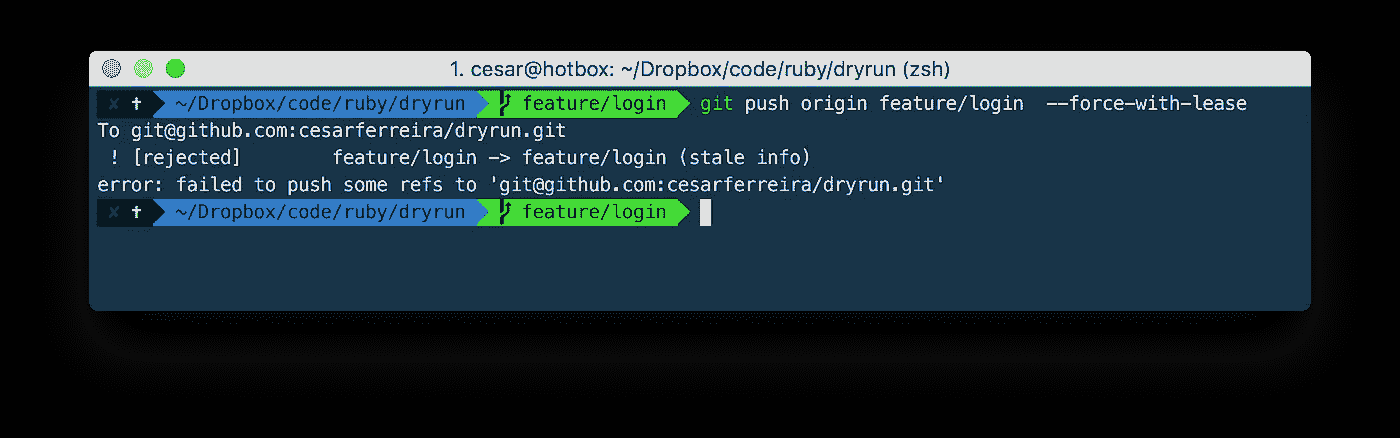 1. cesar@hotbox: ~/Dropbox/code/ruby/dryrun (zsh)
✘ ✝ ~/Dropbox/code/ruby/dryrun feature/login git push origin feature/login  --force-with-lease
To git@github.com:cesarferreira/dryrun.git
 ! [rejected]        feature/login -> feature/login (stale info)
error: failed to push some refs to 'git@github.com:cesarferreira/dryrun.git'
✘ ✝ ~/Dropbox/code/ruby/dryrun feature/login